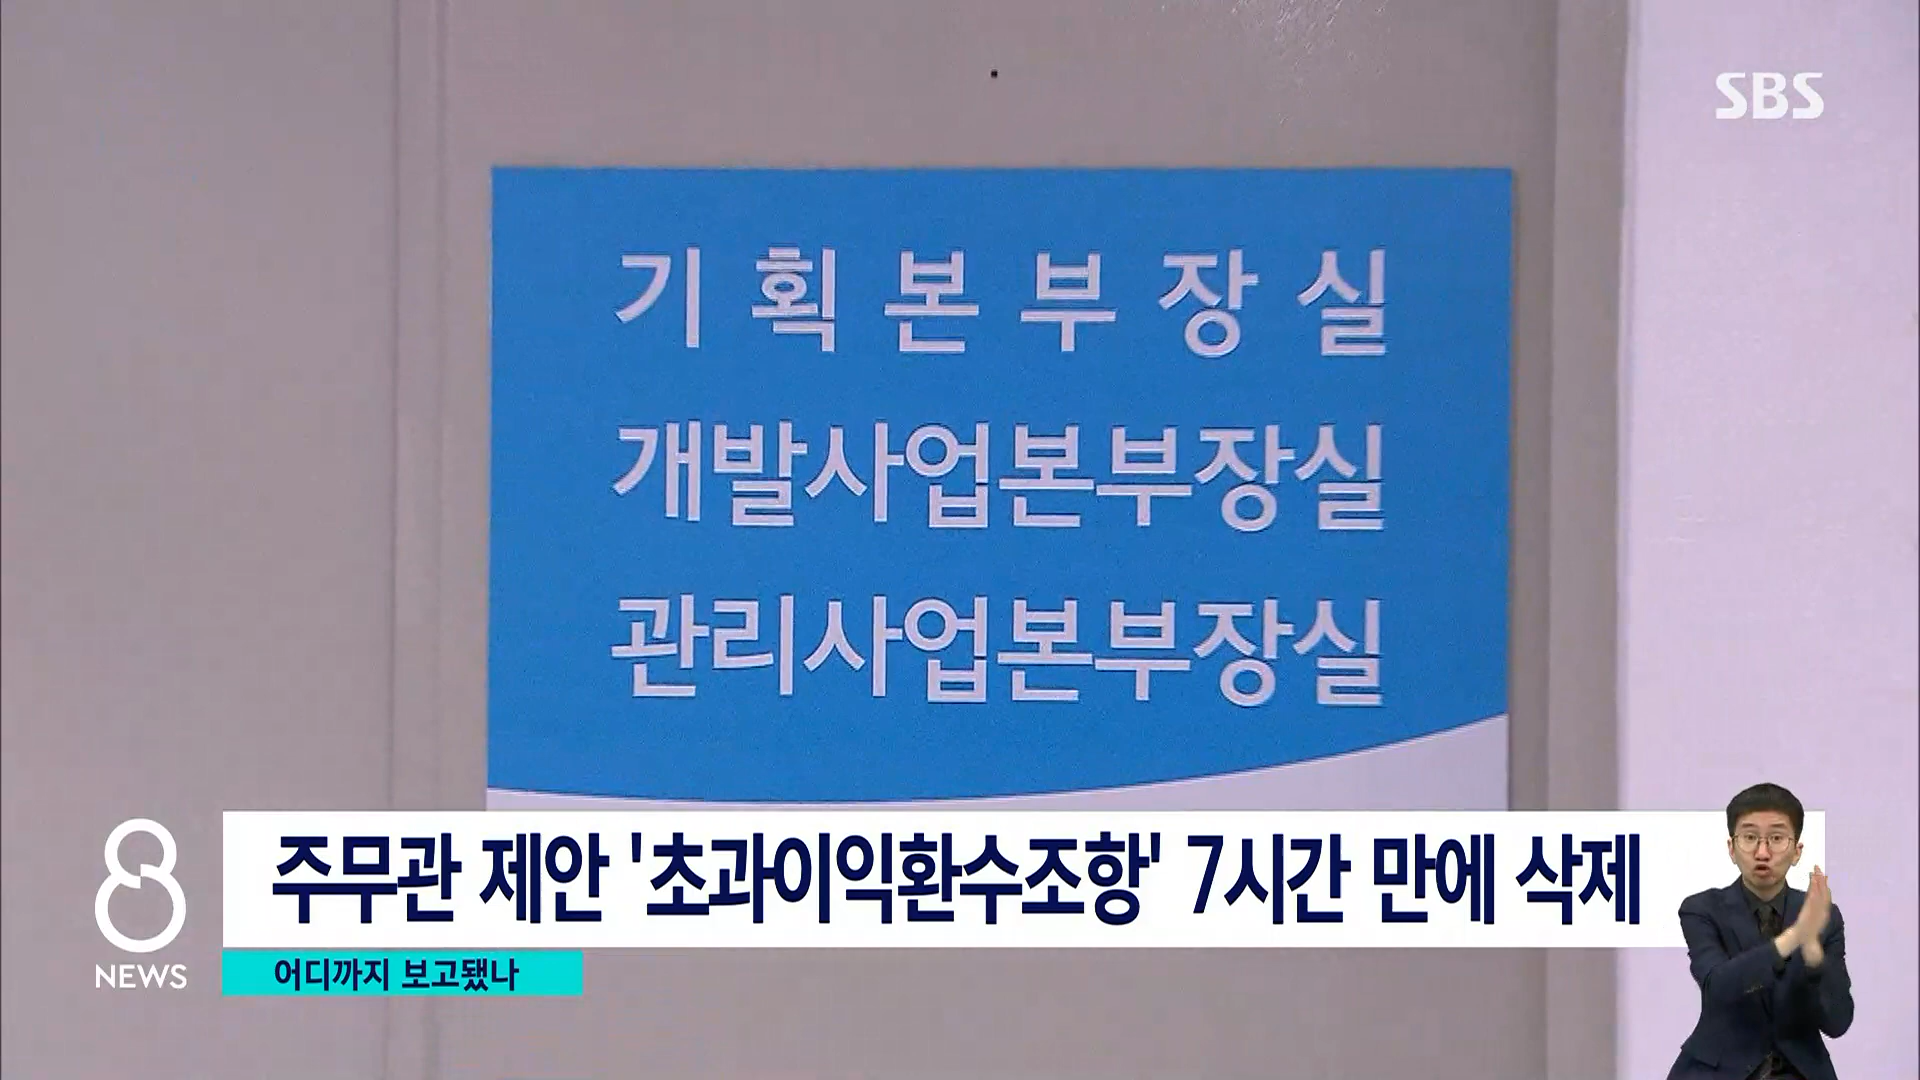 SBS
기획본부장실
개발사업본부장실
관리사업본부장실
8
NEWS
주무관 제안 '초과이익환수조항' 7시간 만에 삭제
어디까지 보고됐나